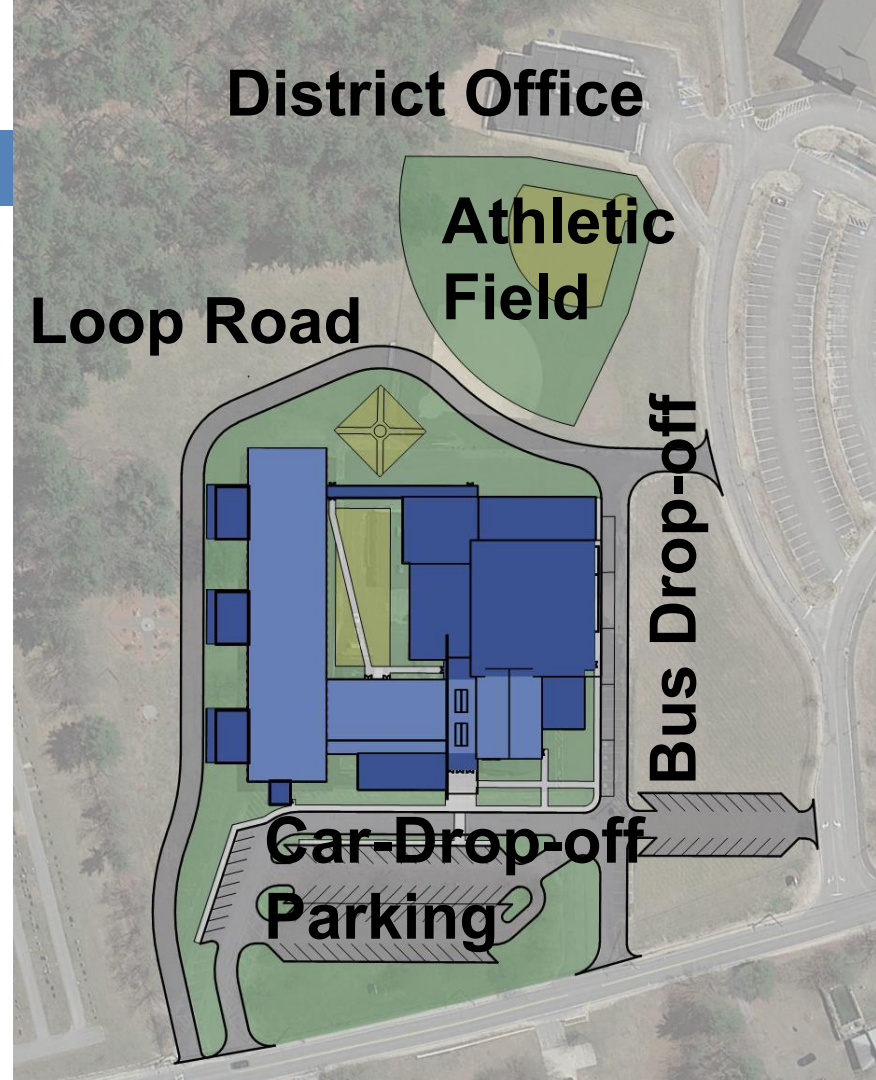 District Office
Athletic
Field
Loop Road
Bus Drop-off
Car-Drop-off
Parking